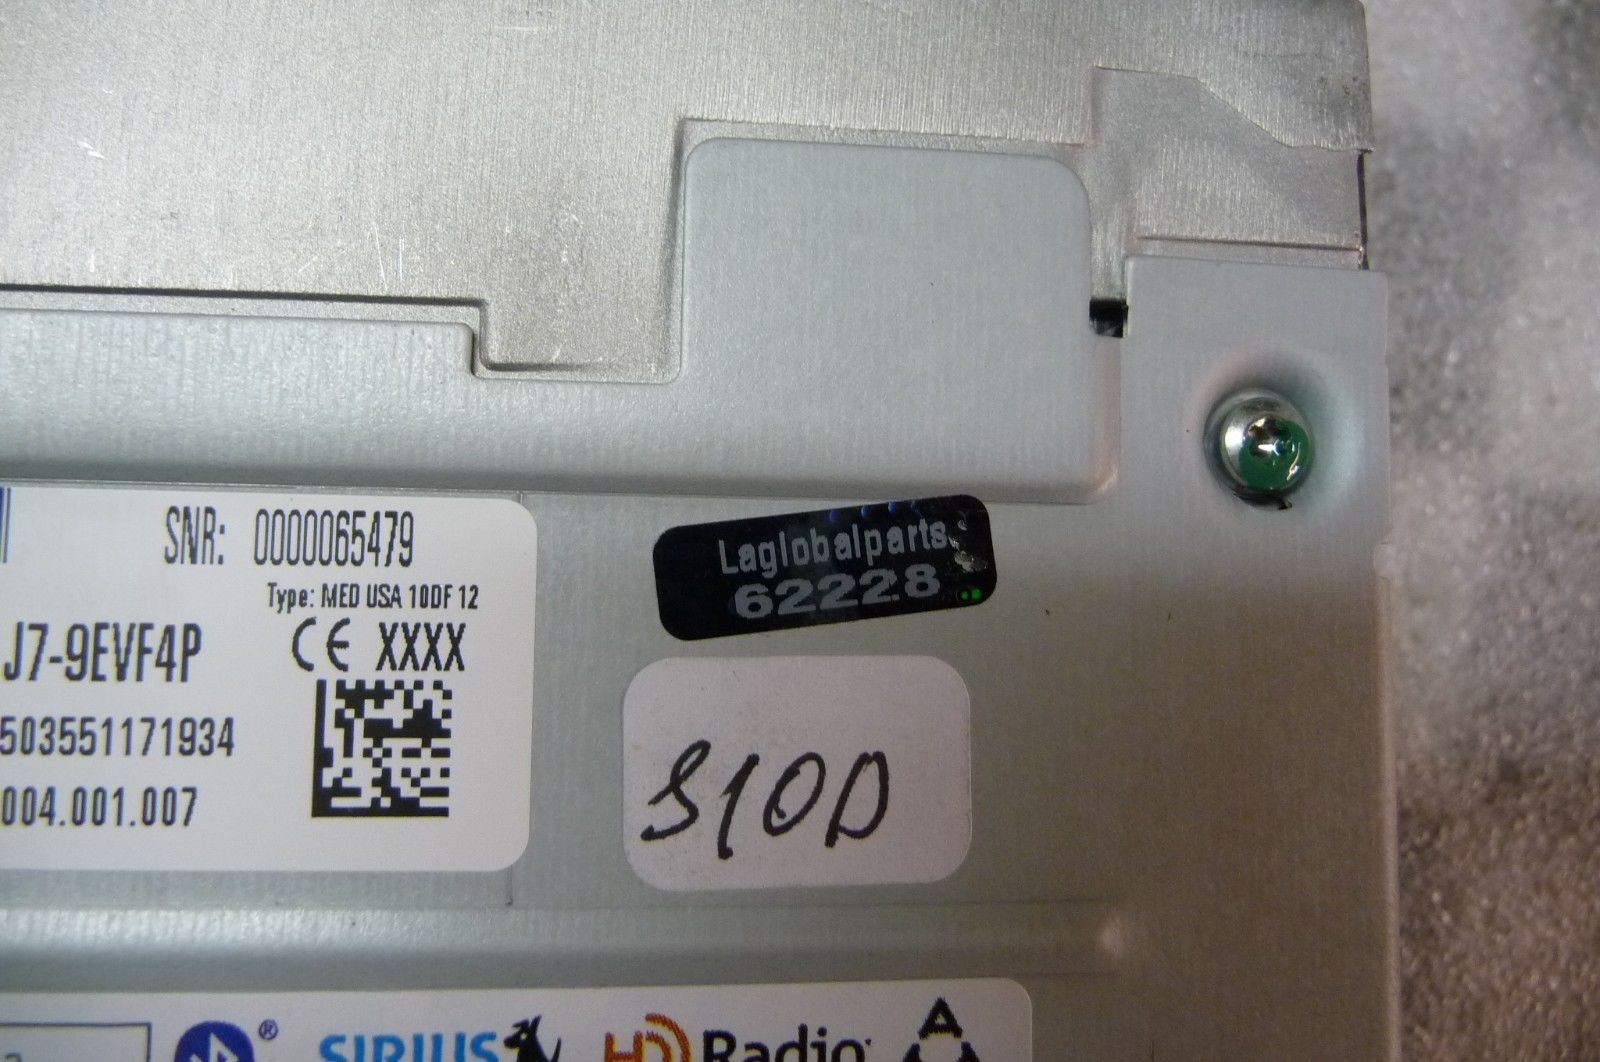 SNR: 0000065479
Type: MED USA 10DF 12
J7-9EVF4P
CE XXXX
503551171934
004.001.007
Laglobalparts
62228
S10D
®
SIRIUS
HD Radio